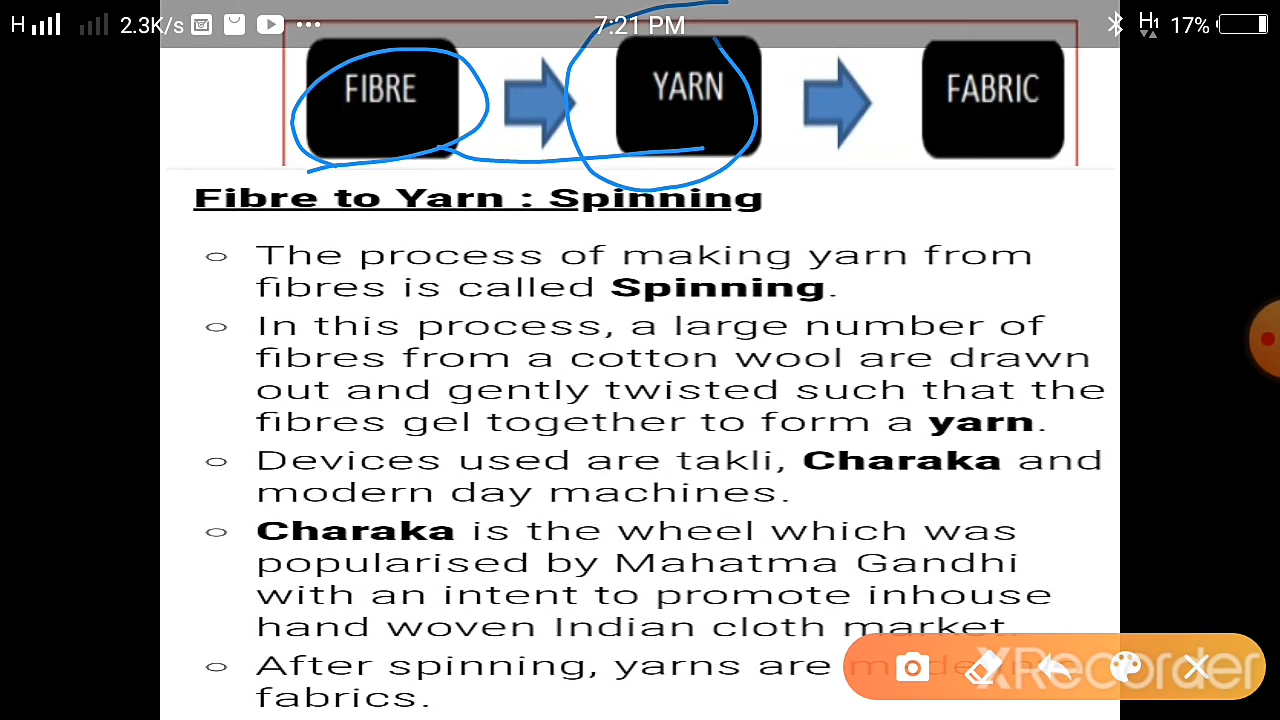 H 2.3K/s 7:21 PM H1 17%
FIBRE YARN FABRIC
Fibre to Yarn : Spinning
The process of making yarn from
fibres is called Spinning.
In this process, a large number of
fibres from a cotton wool are drawn
out and gently twisted such that the
fibres gel together to form a yarn.
Devices used are takli, Charaka and
modern day machines.
Charaka is the wheel which was
popularised by Mahatma Gandhi
with an intent to promote inhouse
hand woven Indian cloth market.
After spinning, yarns are
fabrics.
XRecorder